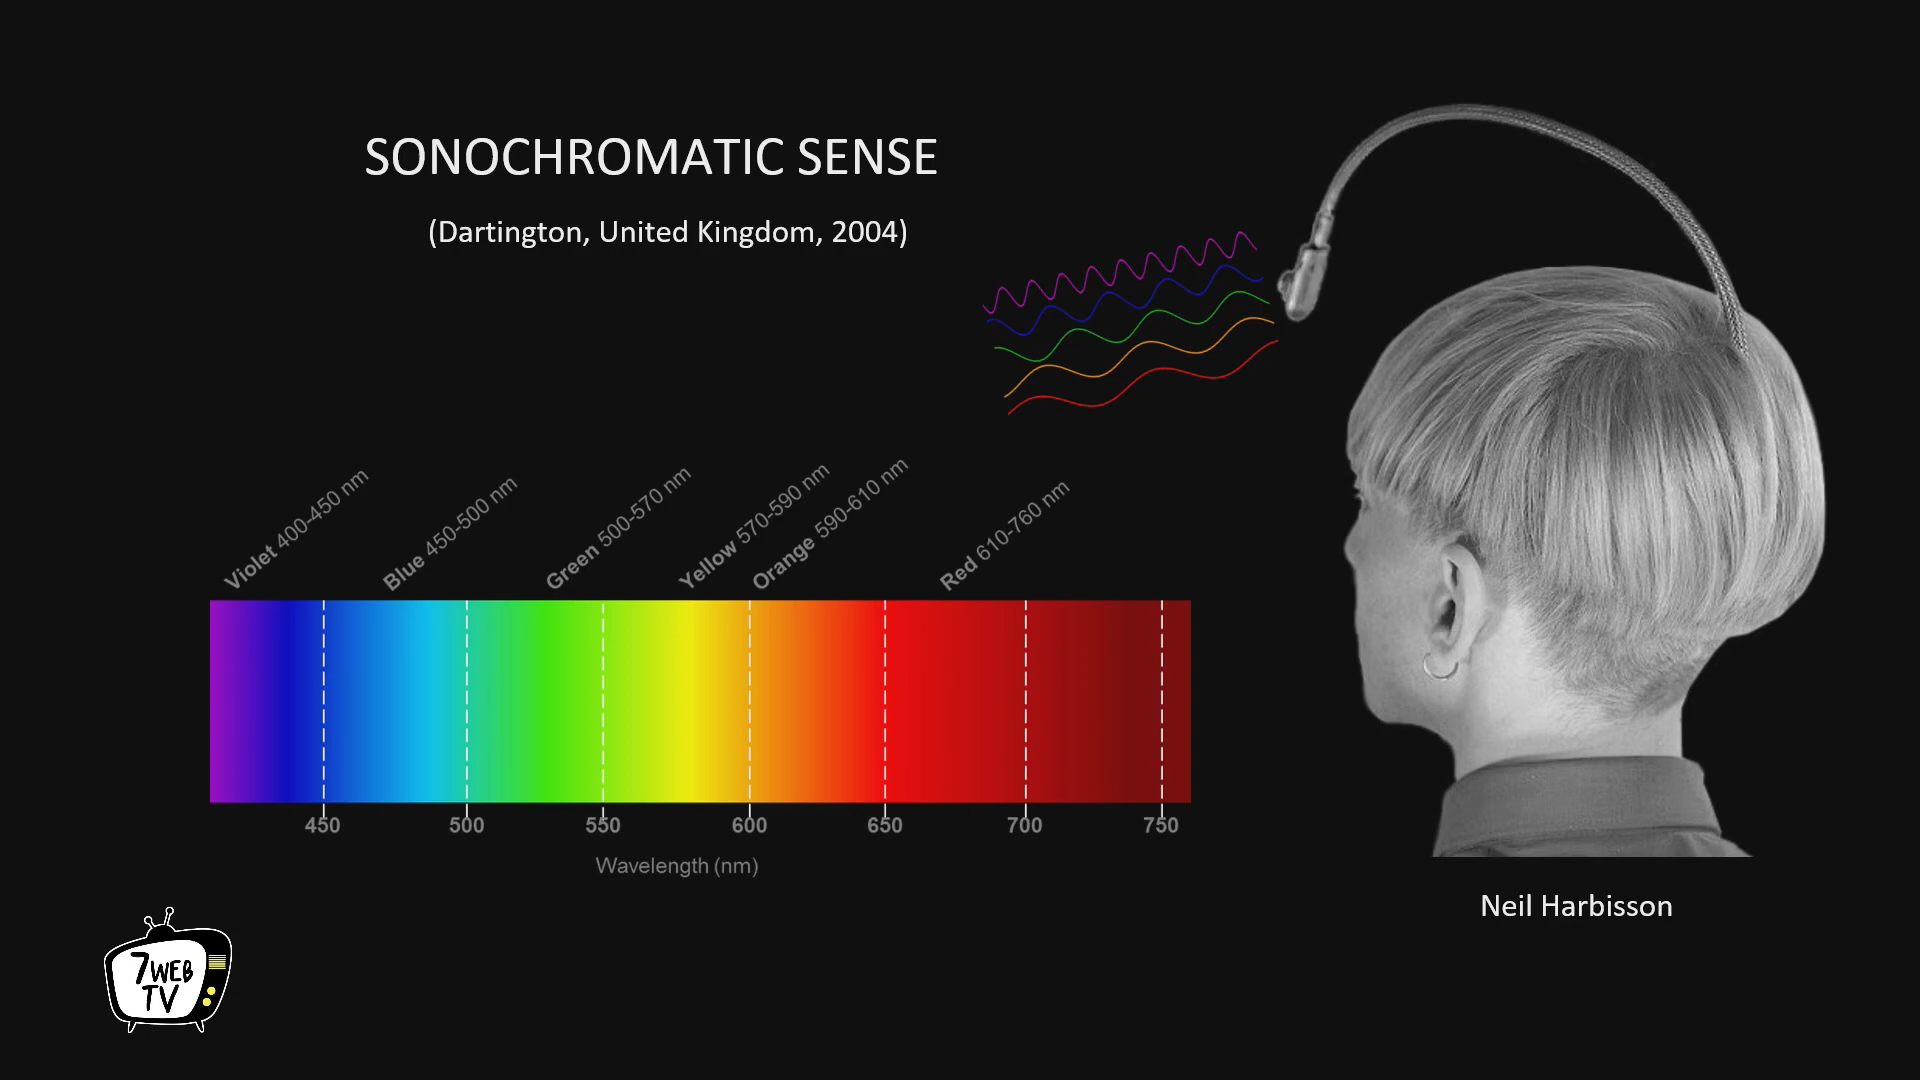 SONOCHROMATIC SENSE
(Dartington, United Kingdom, 2004)
Violet 400-450 nm
Blue 450-500 nm
Green 500-570 nm
Yellow 570-590 nm
Orange 590-610 nm
Red 610-760 nm
450 500 550 600 650 700 750
Wavelength (nm)
Neil Harbisson
7WEB
TV